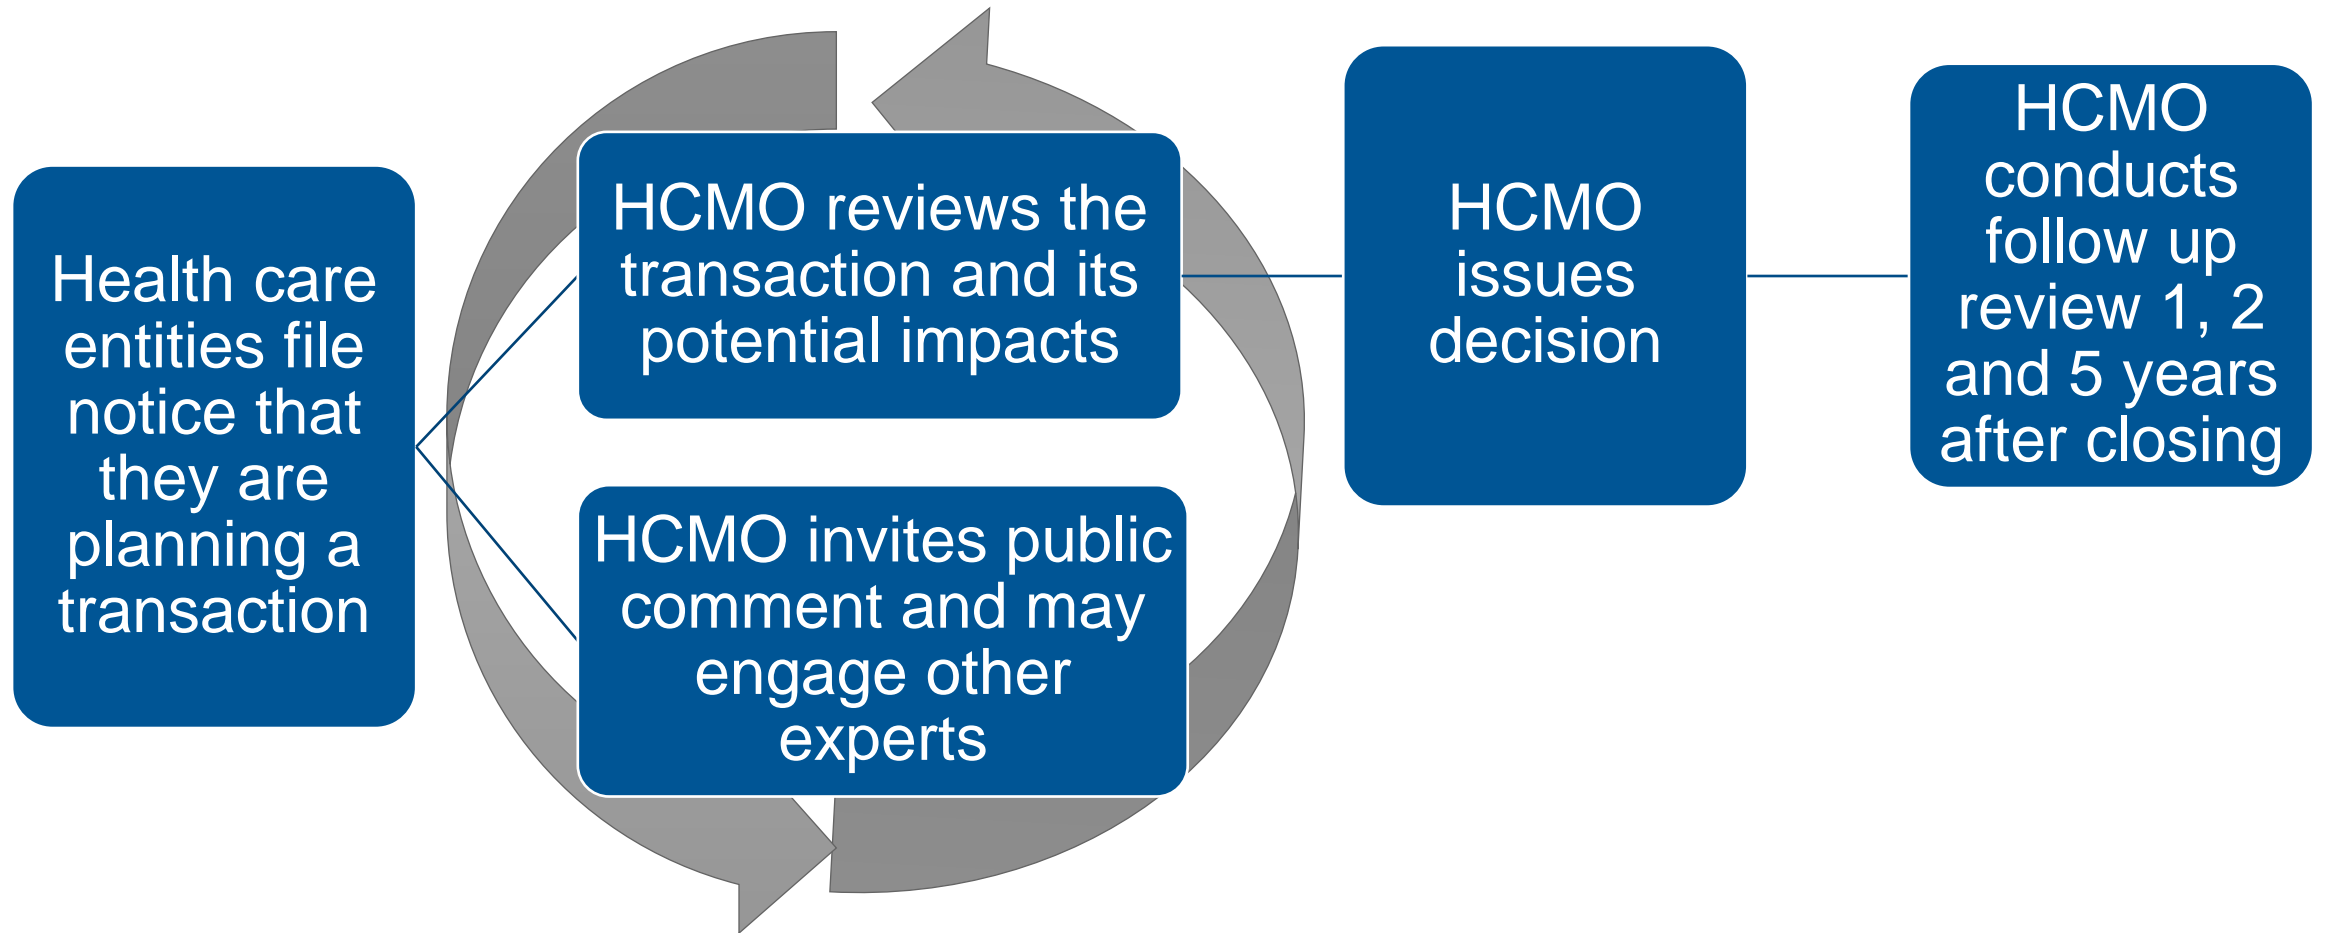 Health care
entities file
notice that
they are
planning a
transaction
HCMO reviews the
transaction and its
potential impacts
HCMO invites public
comment and may
engage other
experts
HCMO
issues
decision
HCMO
conducts
follow up
review 1, 2
and 5 years
after closing